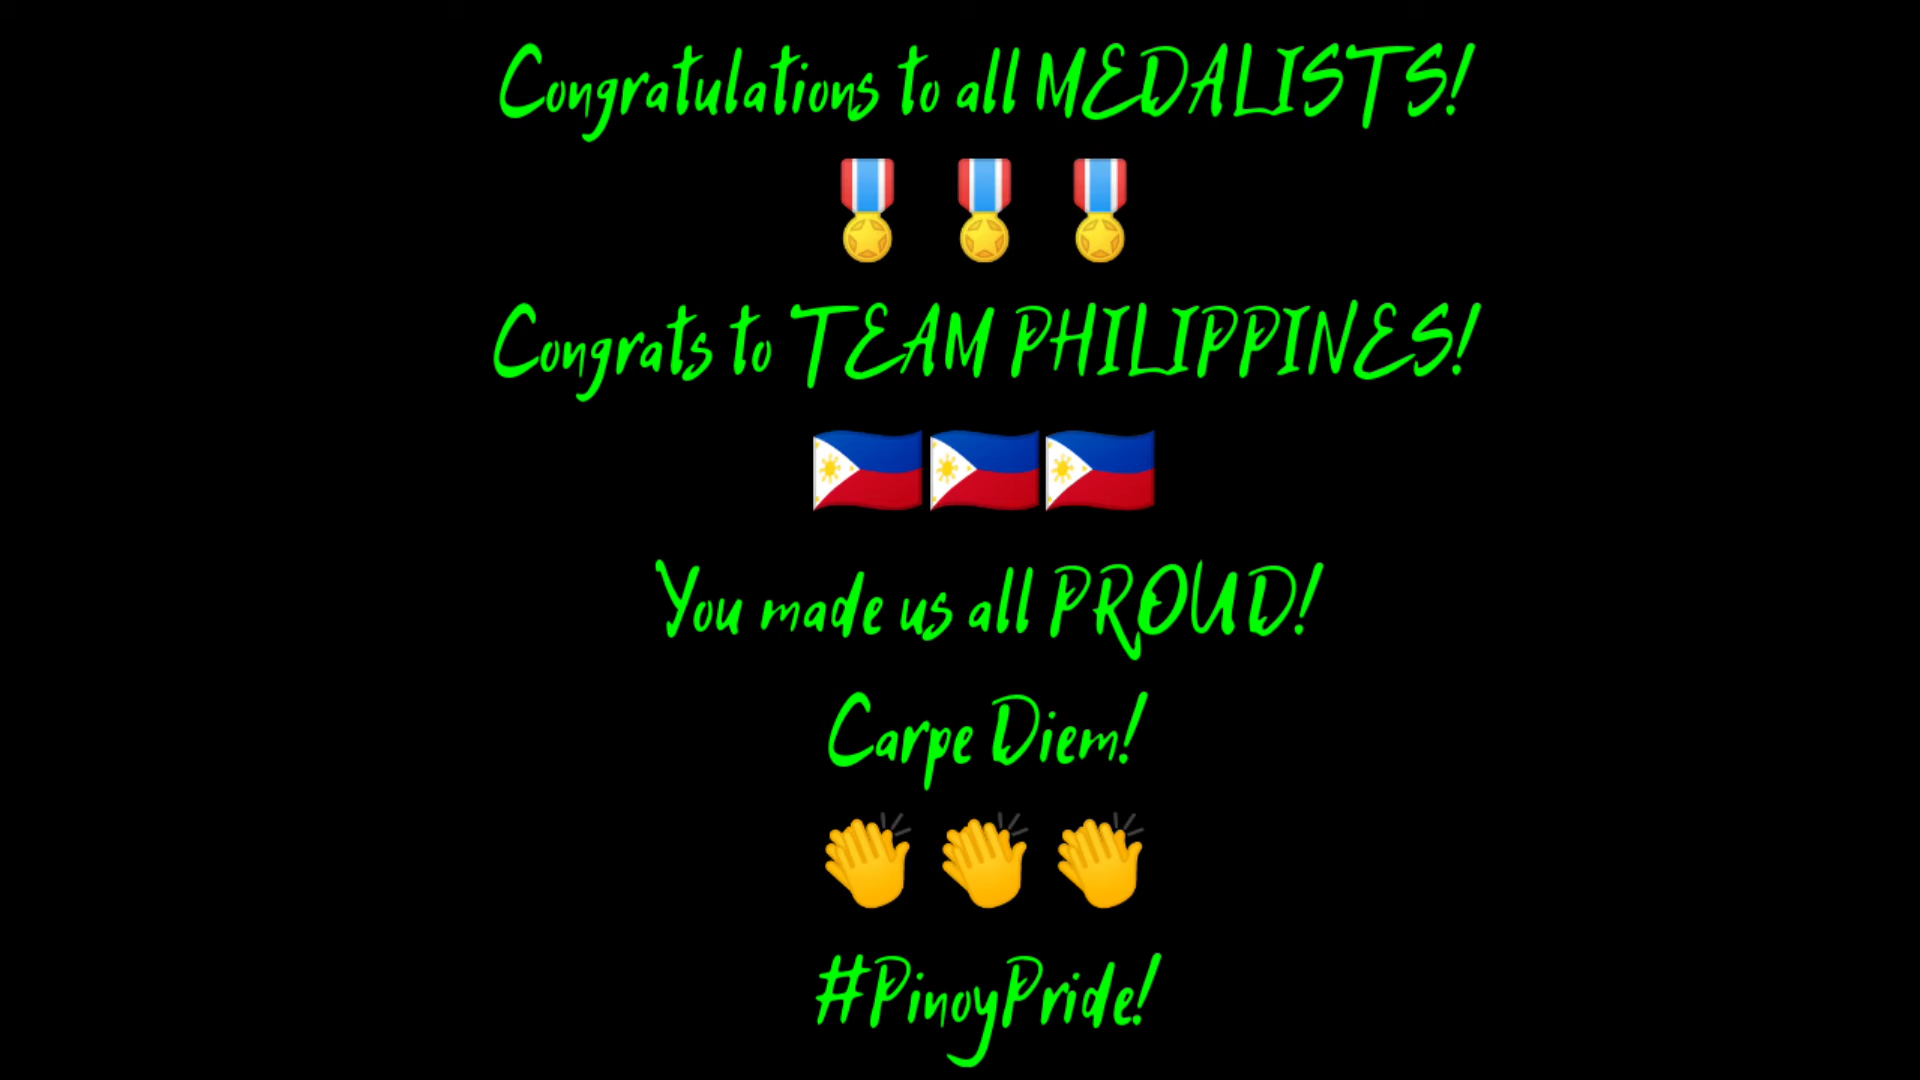 Congratulations to all MEDALISTS!
🎖️ 🎖️ 🎖️
Congrats to TEAM PHILIPPINES!
🇵🇭🇵🇭🇵🇭
You made us all PROUD!
Carpe Diem!
👏 👏 👏
#PinoyPride!